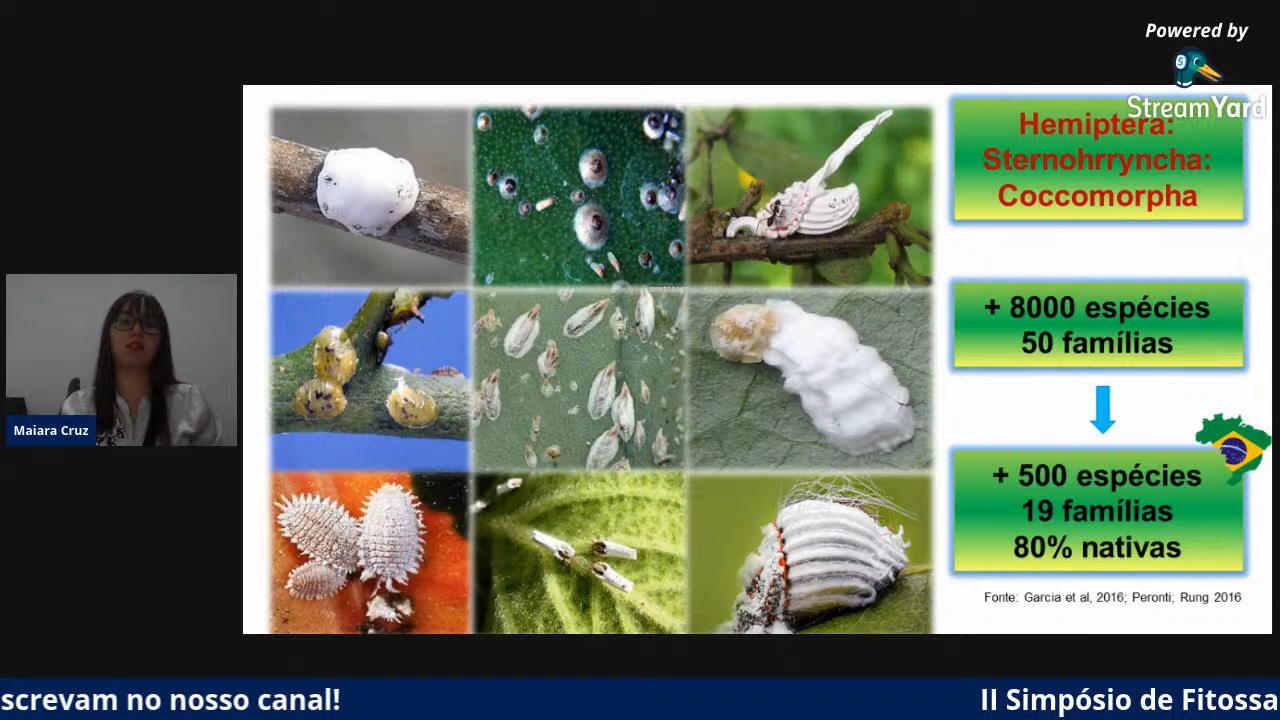 Powered by
StreamYard
Hemiptera:
Sternohrryncha:
Coccomorpha
+ 8000 espécies
50 famílias
+ 500 espécies
19 famílias
80% nativas
Fonte: Garcia et al, 2016; Peronti; Rung 2016
Maiara Cruz
screvam no nosso canal!
II Simpósio de Fitossa